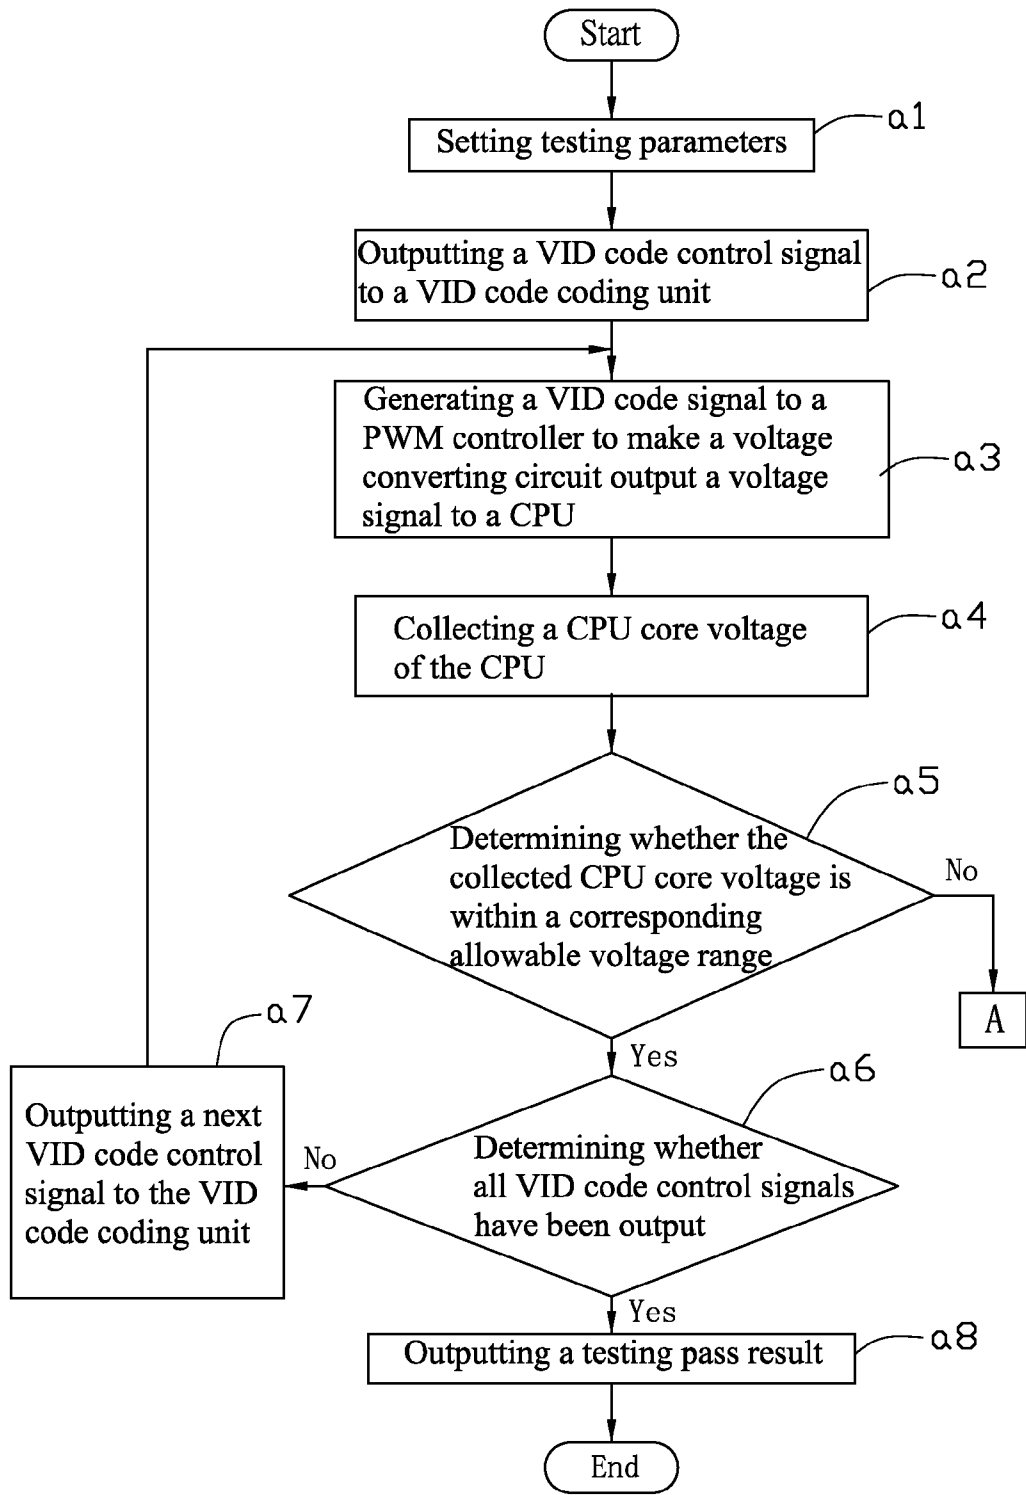 Start
a1
Setting testing parameters
Outputting a VID code control signal
to a VID code coding unit
a2
Generating a VID code signal to a
PWM controller to make a voltage
converting circuit output a voltage
signal to a CPU
a3
Collecting a CPU core voltage
of the CPU
a4
a5
Determining whether the
collected CPU core voltage is
within a corresponding
allowable voltage range
No
A
Yes
a6
Determining whether
all VID code control signals
have been output
No
a7
Outputting a next
VID code control
signal to the VID
code coding unit
Yes
Outputting a testing pass result
a8
End